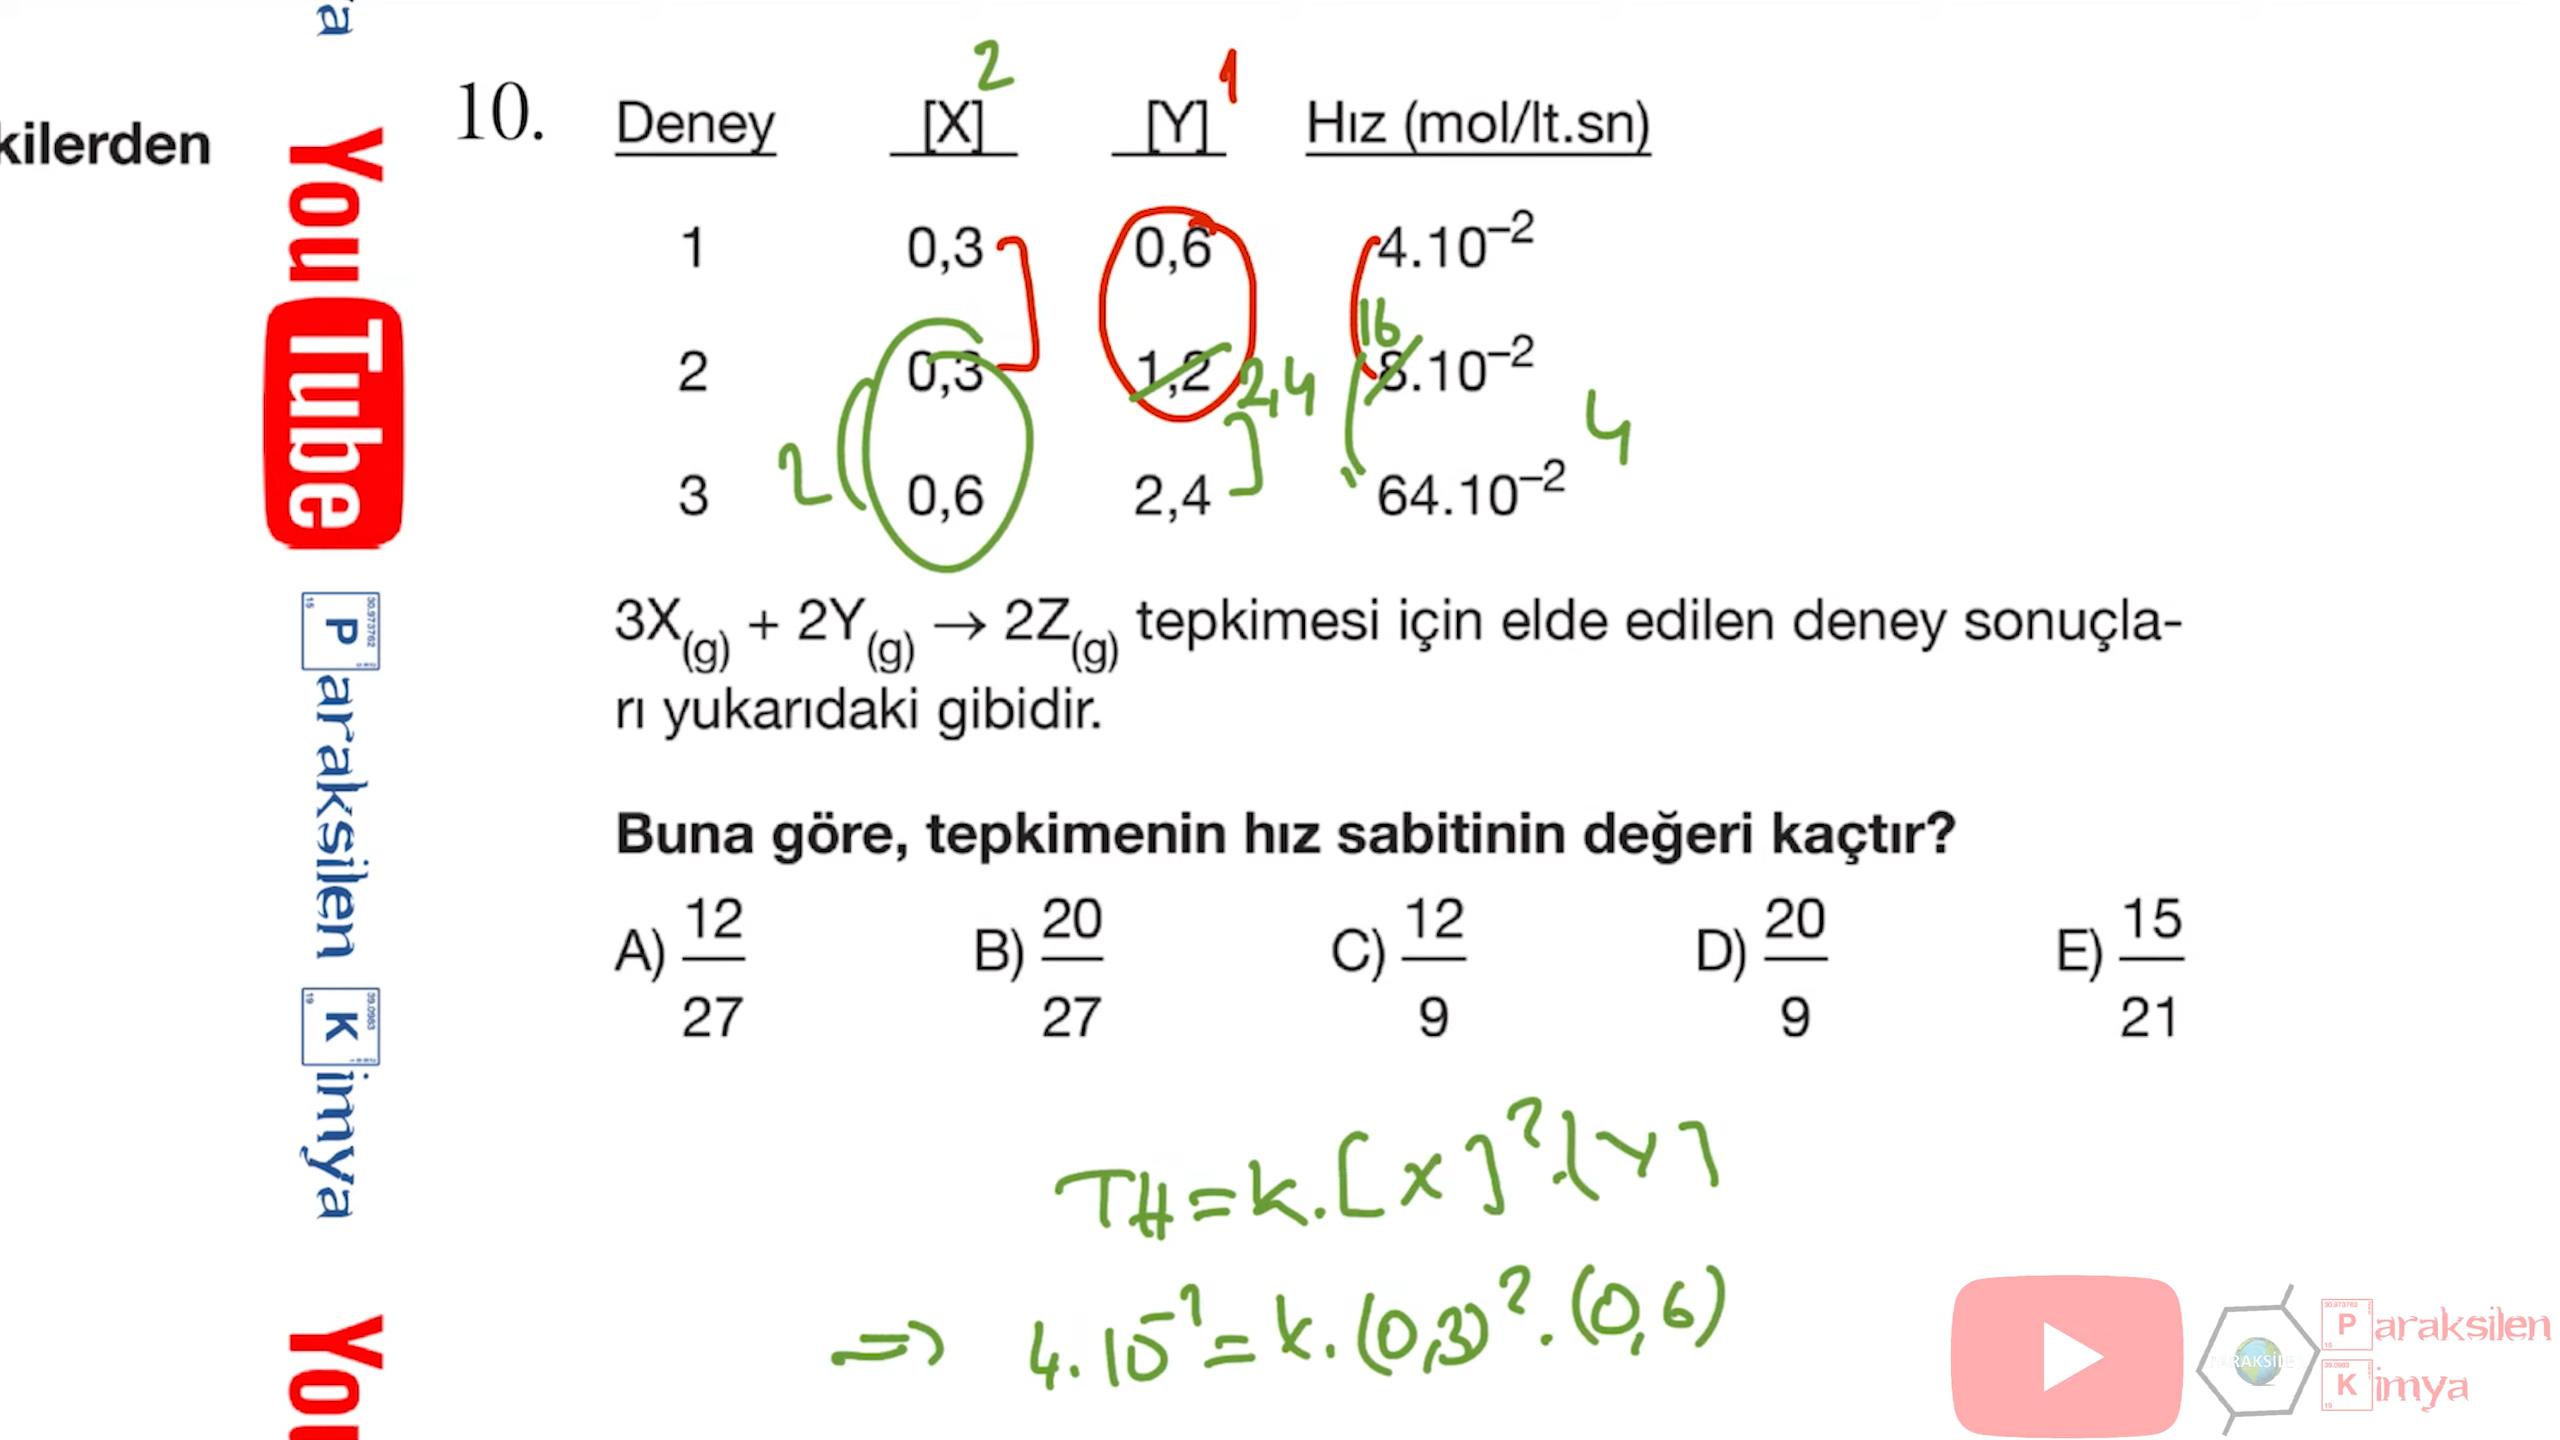 ya
kilerden
YouTube
Paraksilen Kimya
You
10.
Deney [X]² [Y]¹ Hız (mol/lt.sn)
1 0,3 0,6 4.10⁻²
16
2 0,3 1,2 2,4 8.10⁻²
4
2
3 0,6 2,4 64.10⁻²
3X(g) + 2Y(g) → 2Z(g) tepkimesi için elde edilen deney sonuçla-
rı yukarıdaki gibidir.
Buna göre, tepkimenin hız sabitinin değeri kaçtır?
A) 12/27 B) 20/27 C) 12/9 D) 20/9 E) 15/21
TH = k.[X]².[Y]
⇒ 4.10⁻² = k.(0,3)².(0,6)
PARAKSİLEN
Paraksilen
Kimya